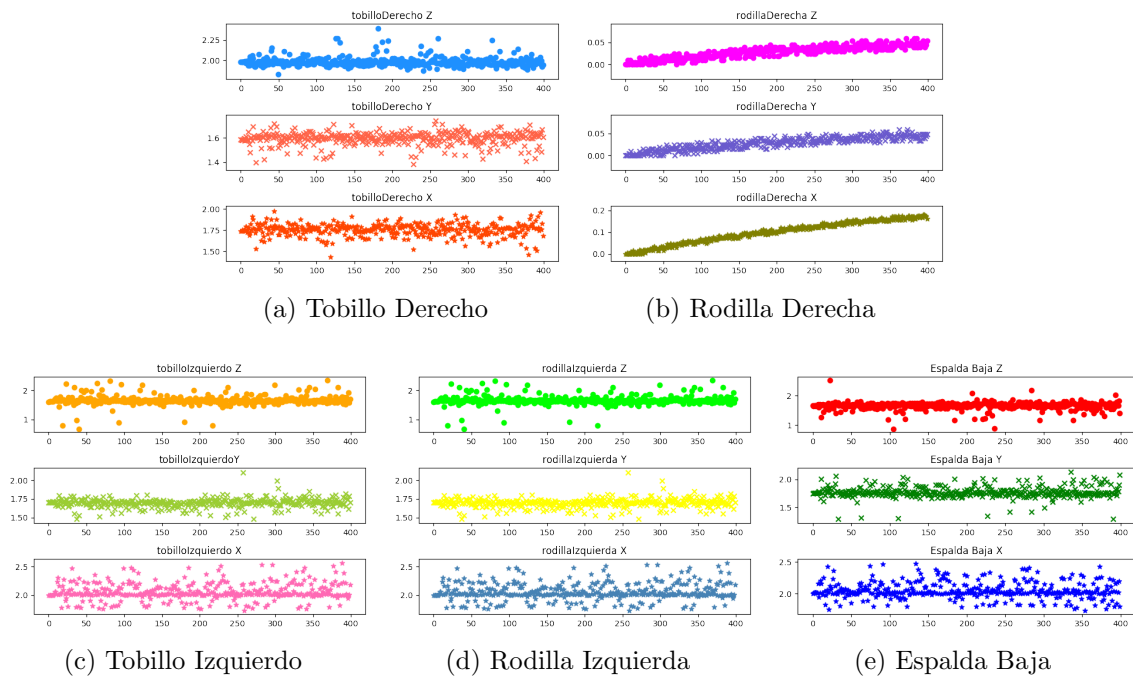 tobilloDerecho Z
2.25
2.00
0 50 100 150 200 250 300 350 400
tobilloDerecho Y
1.6
1.4
0 50 100 150 200 250 300 350 400
tobilloDerecho X
2.00
1.75
1.50
0 50 100 150 200 250 300 350 400
(a) Tobillo Derecho
rodillaDerecha Z
0.05
0.00
0 50 100 150 200 250 300 350 400
rodillaDerecha Y
0.05
0.00
0 50 100 150 200 250 300 350 400
rodillaDerecha X
0.2
0.1
0.0
0 50 100 150 200 250 300 350 400
(b) Rodilla Derecha
tobilloIzquierdo Z
2
1
0 50 100 150 200 250 300 350 400
tobilloIzquierdoY
2.00
1.75
1.50
0 50 100 150 200 250 300 350 400
tobilloIzquierdo X
2.5
2.0
0 50 100 150 200 250 300 350 400
(c) Tobillo Izquierdo
rodillaIzquierda Z
2
1
0 50 100 150 200 250 300 350 400
rodillaIzquierda Y
2.00
1.75
1.50
0 50 100 150 200 250 300 350 400
rodillaIzquierda X
2.5
2.0
0 50 100 150 200 250 300 350 400
(d) Rodilla Izquierda
Espalda Baja Z
2
1
0 50 100 150 200 250 300 350 400
Espalda Baja Y
2.0
1.5
0 50 100 150 200 250 300 350 400
Espalda Baja X
2.5
2.0
0 50 100 150 200 250 300 350 400
(e) Espalda Baja